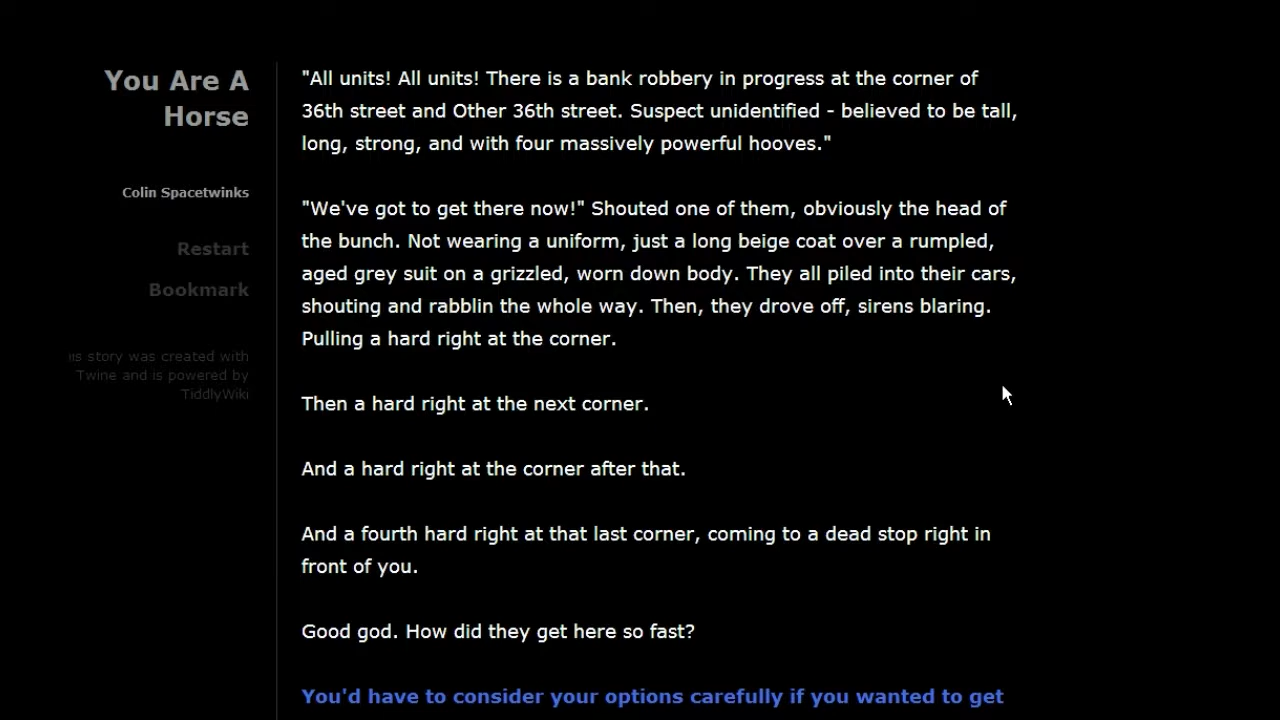 You Are A
Horse
Colin Spacetwinks
Restart
Bookmark
is story was created with
Twine and is powered by
TiddlyWiki
"All units! All units! There is a bank robbery in progress at the corner of
36th street and Other 36th street. Suspect unidentified - believed to be tall,
long, strong, and with four massively powerful hooves."
"We've got to get there now!" Shouted one of them, obviously the head of
the bunch. Not wearing a uniform, just a long beige coat over a rumpled,
aged grey suit on a grizzled, worn down body. They all piled into their cars,
shouting and rabblin the whole way. Then, they drove off, sirens blaring.
Pulling a hard right at the corner.
Then a hard right at the next corner.
And a hard right at the corner after that.
And a fourth hard right at that last corner, coming to a dead stop right in
front of you.
Good god. How did they get here so fast?
You'd have to consider your options carefully if you wanted to get